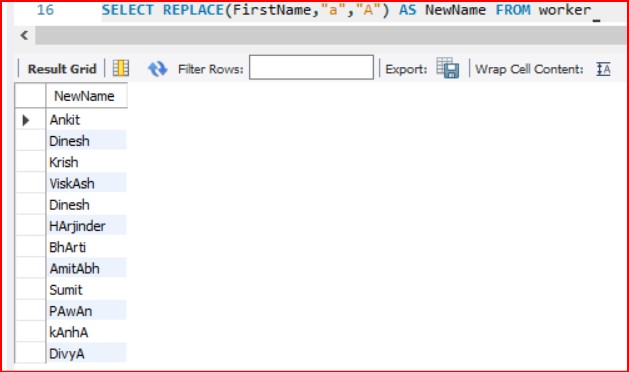 16 SELECT REPLACE(FirstName,"a","A") AS NewName FROM worker
Result Grid Filter Rows: Export: Wrap Cell Content: IA
NewName
Ankit
Dinesh
Krish
ViskAsh
Dinesh
HArjinder
BhArti
AmitAbh
Sumit
PAwAn
kAnhA
DivyA